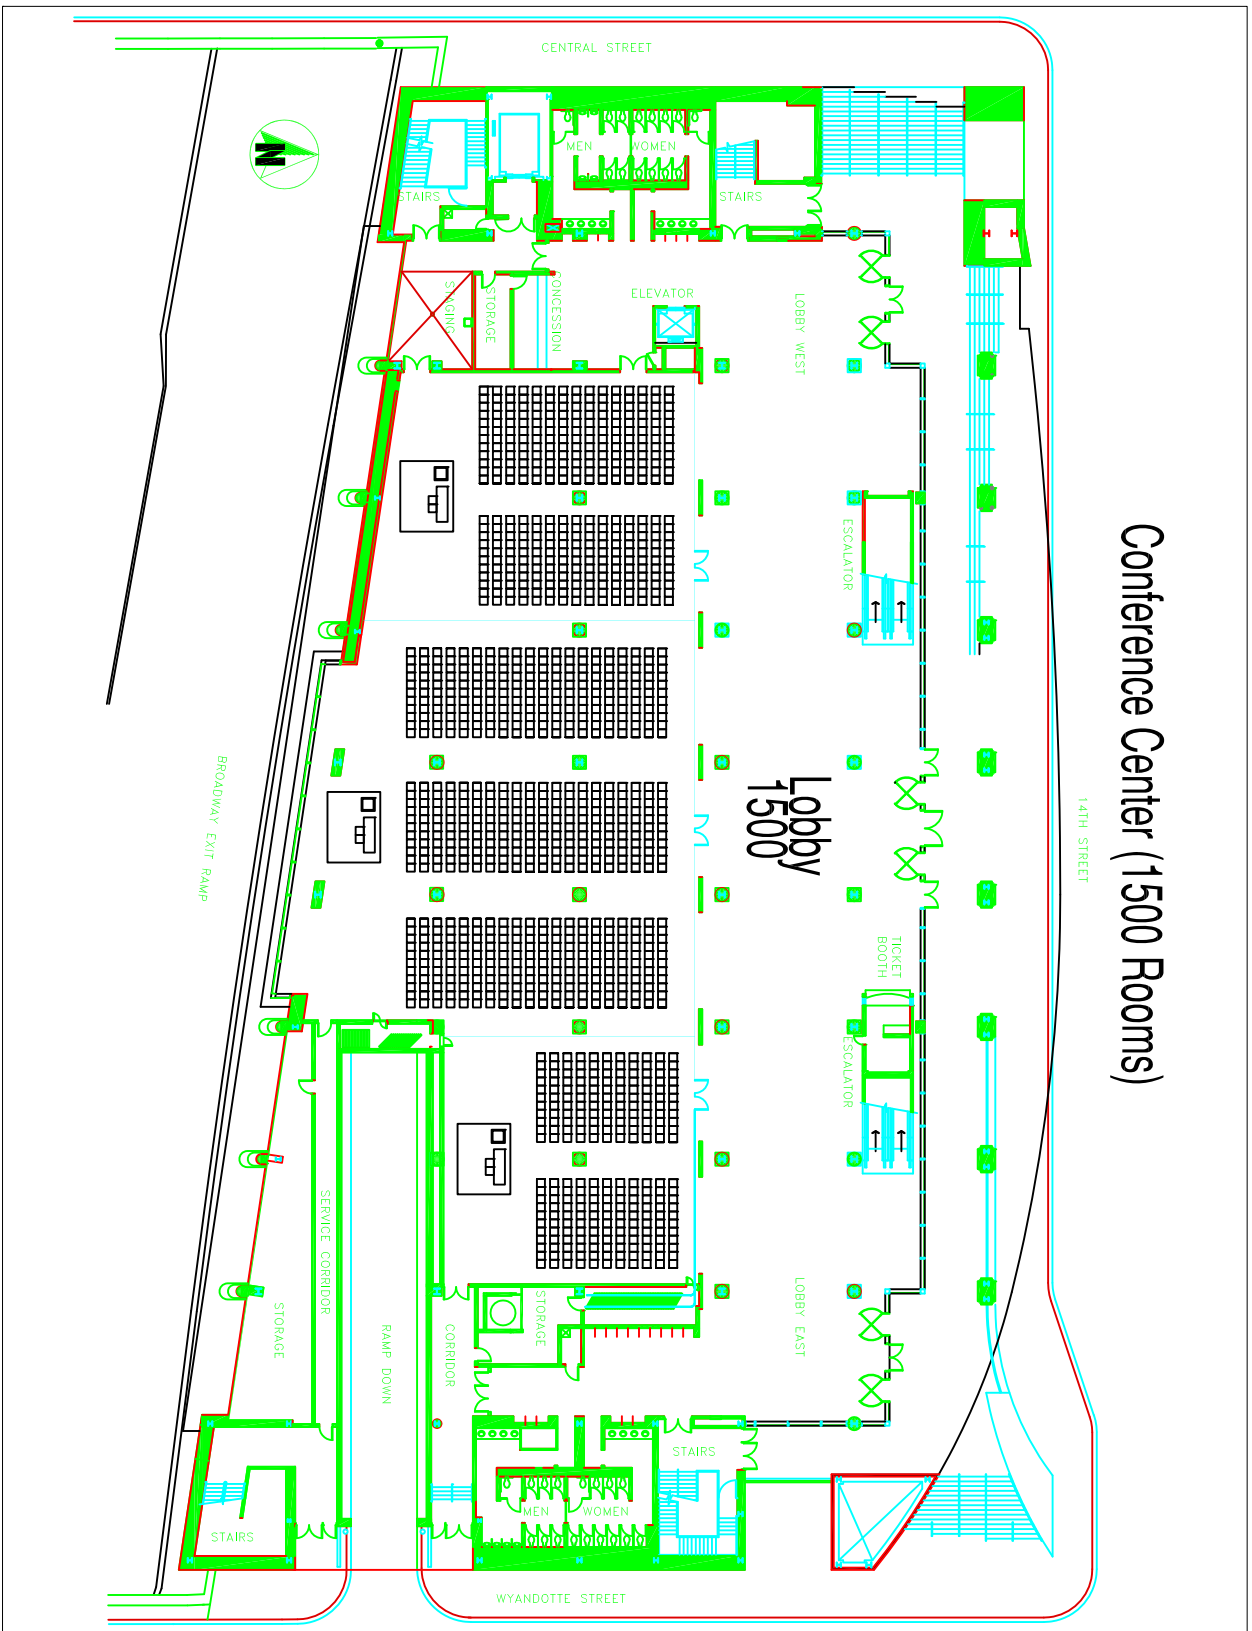 Conference Center (1500 Rooms)
CENTRAL STREET
N
MEN
WOMEN
STAIRS
STAIRS
STAGING
STORAGE
CONCESSION
ELEVATOR
LOBBY WEST
ESCALATOR
14TH STREET
Lobby
1500
BROADWAY EXIT RAMP
TICKET
BOOTH
ESCALATOR
SERVICE CORRIDOR
STORAGE
RAMP DOWN
CORRIDOR
STORAGE
LOBBY EAST
STAIRS
MEN
WOMEN
STAIRS
WYANDOTTE STREET